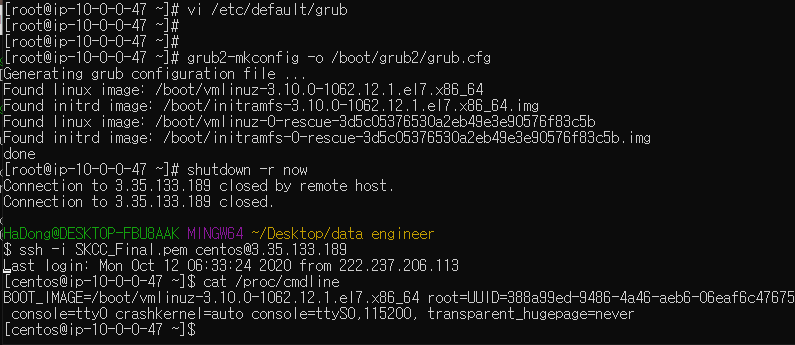 [root@ip-10-0-0-47 ~]# vi /etc/default/grub
[root@ip-10-0-0-47 ~]#
[root@ip-10-0-0-47 ~]#
[root@ip-10-0-0-47 ~]# grub2-mkconfig -o /boot/grub2/grub.cfg
Generating grub configuration file ...
Found linux image: /boot/vmlinuz-3.10.0-1062.12.1.el7.x86_64
Found initrd image: /boot/initramfs-3.10.0-1062.12.1.el7.x86_64.img
Found linux image: /boot/vmlinuz-0-rescue-3d5c05376530a2eb49e3e90576f83c5b
Found initrd image: /boot/initramfs-0-rescue-3d5c05376530a2eb49e3e90576f83c5b.img
done
[root@ip-10-0-0-47 ~]# shutdown -r now
Connection to 3.35.133.189 closed by remote host.
Connection to 3.35.133.189 closed.
HaDong@DESKTOP-FBU8AAK MINGW64 ~/Desktop/data engineer
$ ssh -i SKCC_Final.pem centos@3.35.133.189
Last login: Mon Oct 12 06:33:24 2020 from 222.237.206.113
[centos@ip-10-0-0-47 ~]$ cat /proc/cmdline
BOOT_IMAGE=/boot/vmlinuz-3.10.0-1062.12.1.el7.x86_64 root=UUID=388a99ed-9486-4a46-aeb6-06eaf6c47675
console=tty0 crashkernel=auto console=ttyS0,115200, transparent_hugepage=never
[centos@ip-10-0-0-47 ~]$